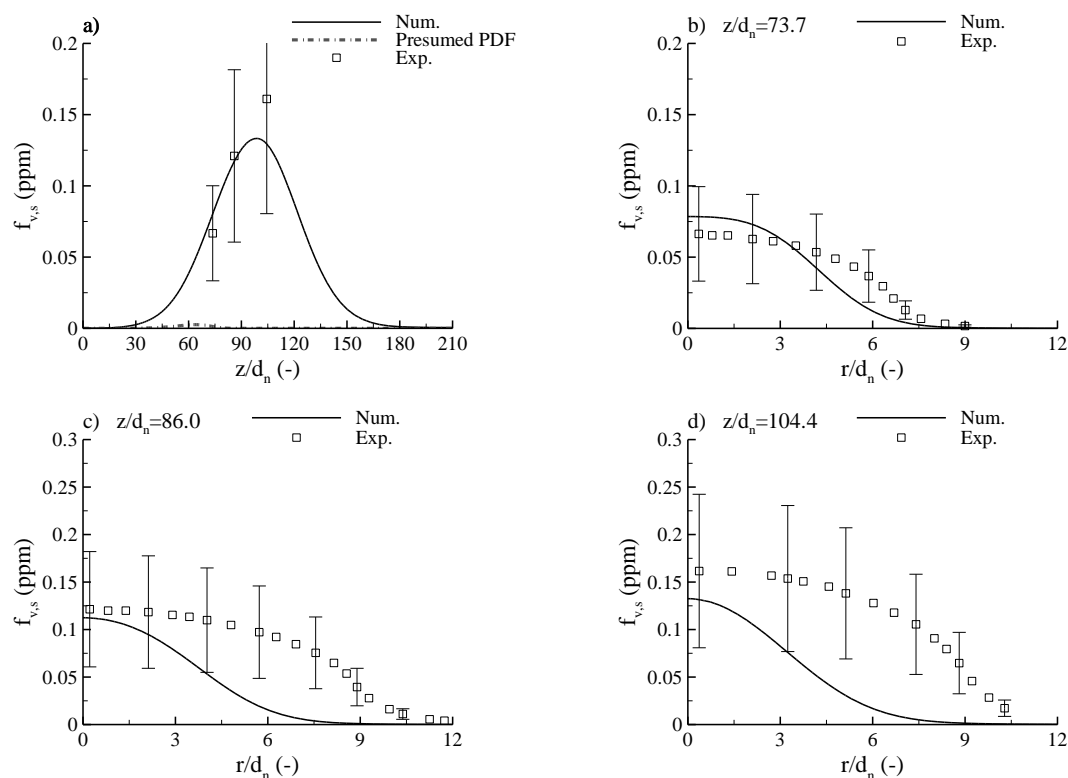 a)
Num.
Presumed PDF
Exp.
0.2
0.15
0.1
0.05
0
f_{v,s} (ppm)
0 30 60 90 120 150 180 210
z/d_n (-)
b) z/d_n=73.7
Num.
Exp.
0.2
0.15
0.1
0.05
0
f_{v,s} (ppm)
0 3 6 9 12
r/d_n (-)
c) z/d_n=86.0
Num.
Exp.
0.3
0.25
0.2
0.15
0.1
0.05
0
f_{v,s} (ppm)
0 3 6 9 12
r/d_n (-)
d) z/d_n=104.4
Num.
Exp.
0.3
0.25
0.2
0.15
0.1
0.05
0
f_{v,s} (ppm)
0 3 6 9 12
r/d_n (-)